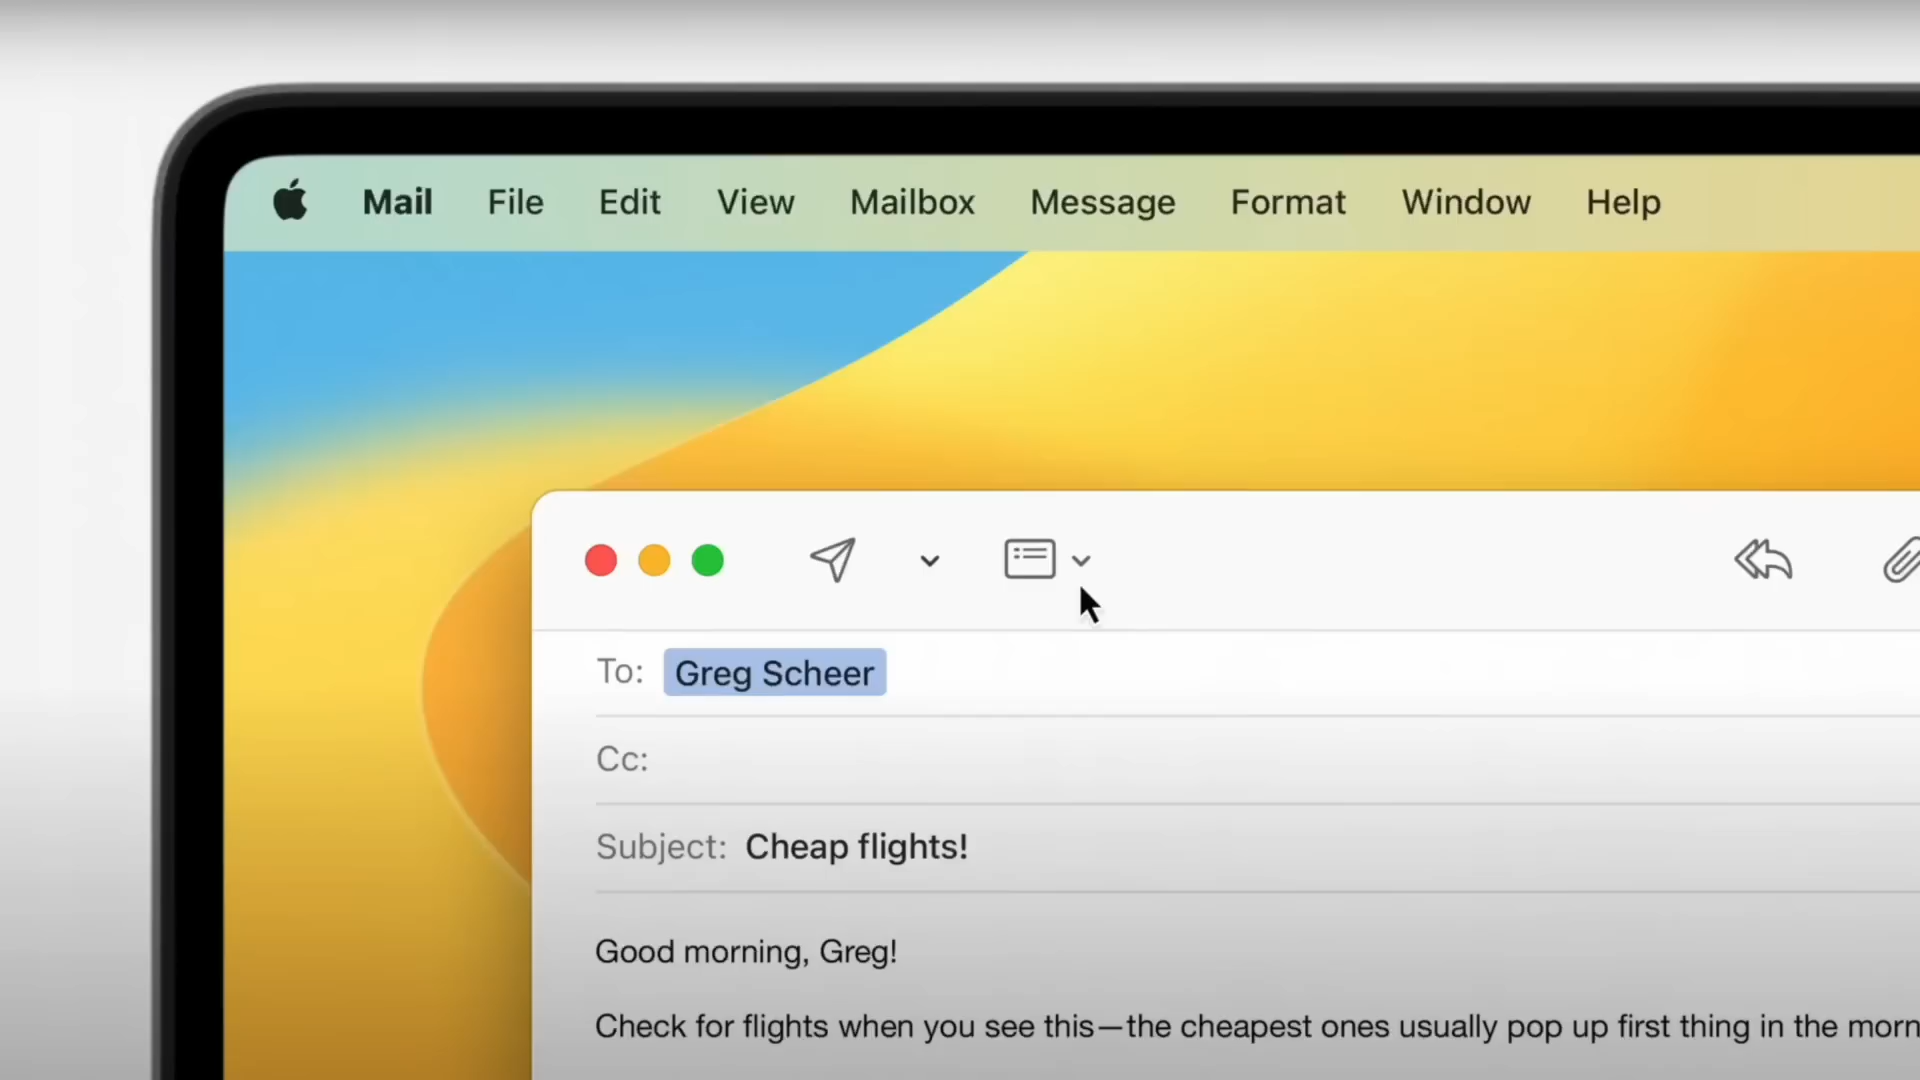 Mail File Edit View Mailbox Message Format Window Help
To: Greg Scheer
Cc:
Subject: Cheap flights!
Good morning, Greg!
Check for flights when you see this—the cheapest ones usually pop up first thing in the morn